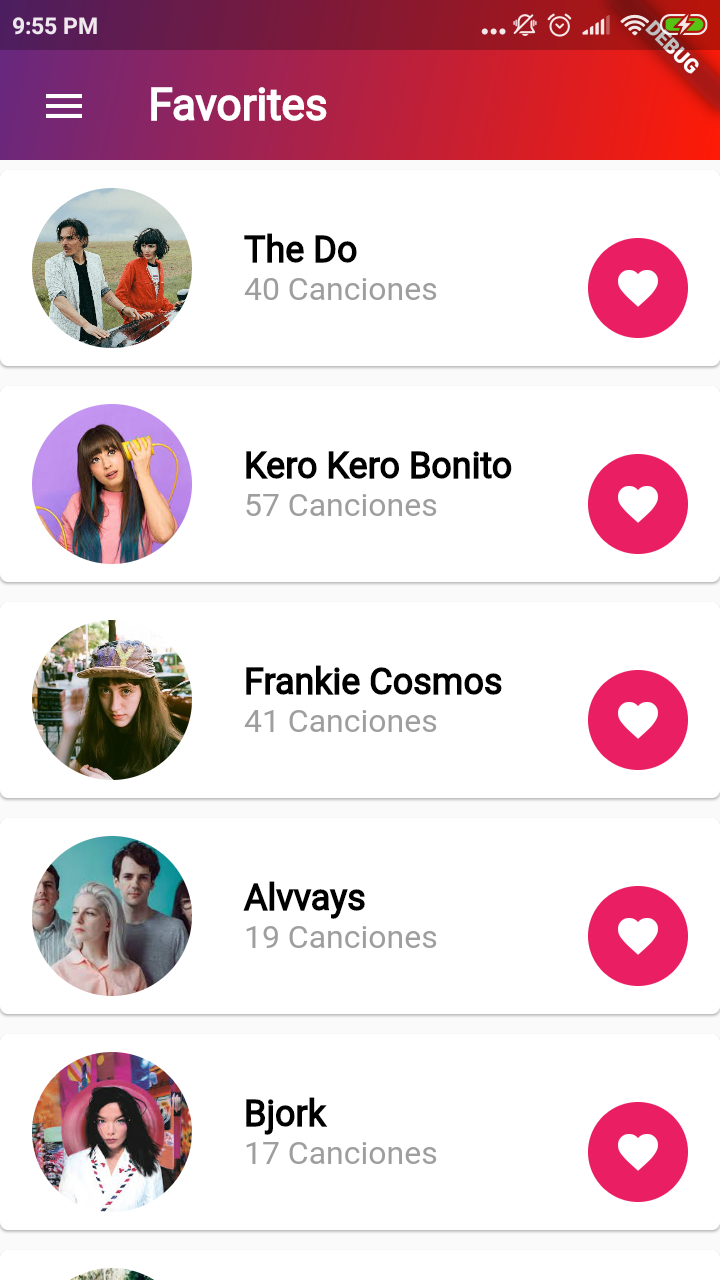 9:55 PM
DEBUG
Favorites
The Do
40 Canciones
Kero Kero Bonito
57 Canciones
Frankie Cosmos
41 Canciones
Alvvays
19 Canciones
Bjork
17 Canciones